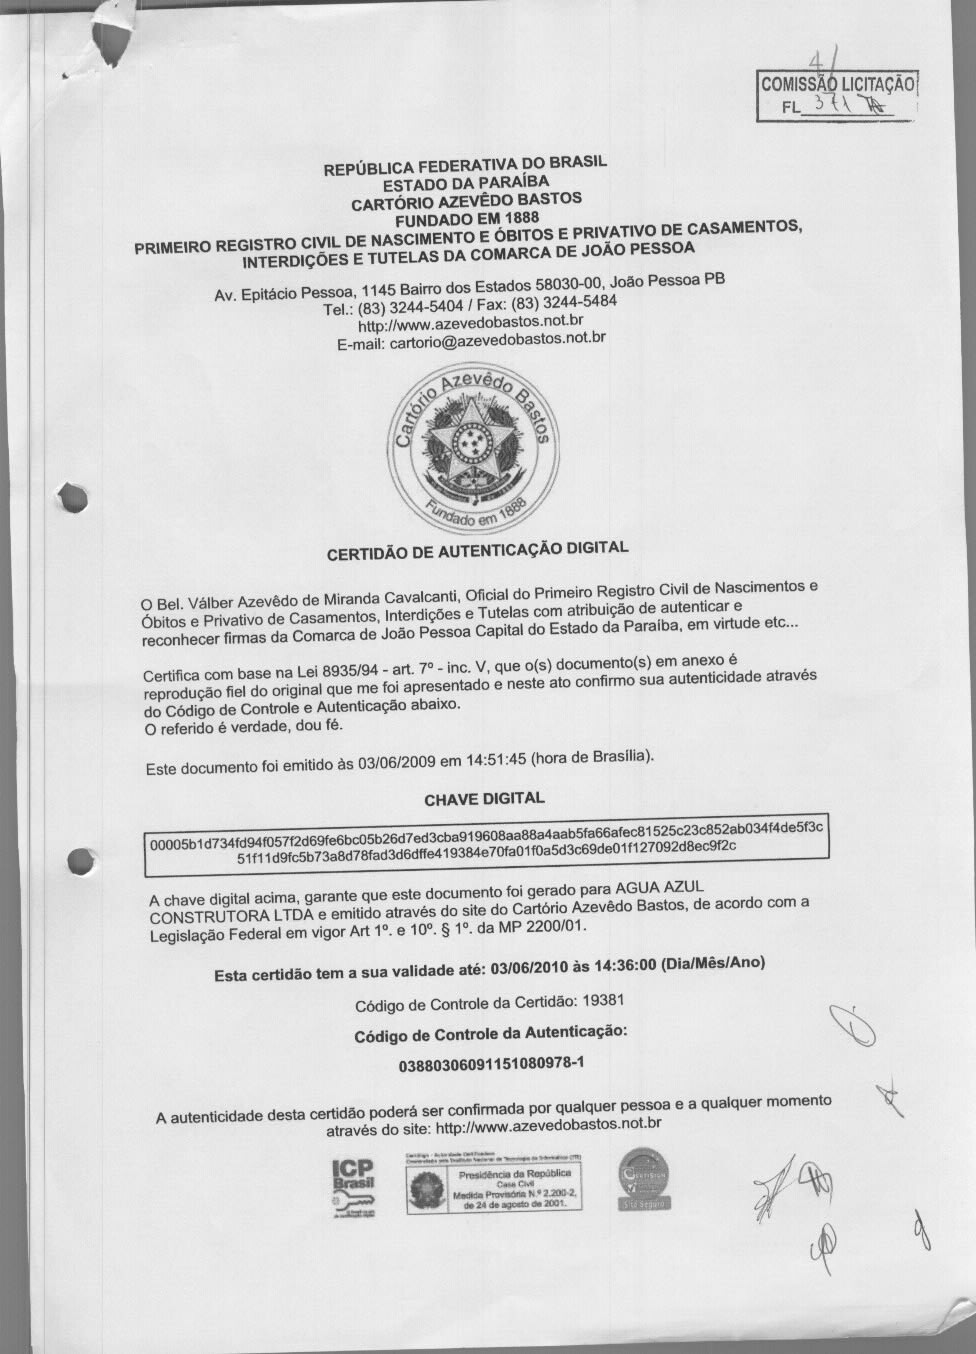 COMISSÃO LICITAÇÃO
FL 371
REPÚBLICA FEDERATIVA DO BRASIL
ESTADO DA PARAÍBA
CARTÓRIO AZEVÊDO BASTOS
FUNDADO EM 1888
PRIMEIRO REGISTRO CIVIL DE NASCIMENTO E ÓBITOS E PRIVATIVO DE CASAMENTOS,
INTERDIÇÕES E TUTELAS DA COMARCA DE JOÃO PESSOA
Av. Epitácio Pessoa, 1145 Bairro dos Estados 58030-00, João Pessoa PB
Tel.: (83) 3244-5404 / Fax: (83) 3244-5484
http://www.azevedobastos.not.br
E-mail: cartorio@azevedobastos.not.br
Cartório Azevêdo Bastos
Fundado em 1888
CERTIDÃO DE AUTENTICAÇÃO DIGITAL
O Bel. Válber Azevêdo de Miranda Cavalcanti, Oficial do Primeiro Registro Civil de Nascimentos e
Óbitos e Privativo de Casamentos, Interdições e Tutelas com atribuição de autenticar e
reconhecer firmas da Comarca de João Pessoa Capital do Estado da Paraíba, em virtude etc...
Certifica com base na Lei 8935/94 - art. 7º - inc. V, que o(s) documento(s) em anexo é
reprodução fiel do original que me foi apresentado e neste ato confirmo sua autenticidade através
do Código de Controle e Autenticação abaixo.
O referido é verdade, dou fé.
Este documento foi emitido às 03/06/2009 em 14:51:45 (hora de Brasília).
CHAVE DIGITAL
00005b1d734fd94f057f2d69fe6bc05b26d7ed3cba919608aa88a4aab5fa66afec81525c23c852ab034f4de5f3c
51f11d9fc5b73a8d78fad3d6dffe419384e70fa01f0a5d3c69de01f127092d8ec9f2c
A chave digital acima, garante que este documento foi gerado para AGUA AZUL
CONSTRUTORA LTDA e emitido através do site do Cartório Azevêdo Bastos, de acordo com a
Legislação Federal em vigor Art 1º. e 10º. § 1º. da MP 2200/01.
Esta certidão tem a sua validade até: 03/06/2010 às 14:36:00 (Dia/Mês/Ano)
Código de Controle da Certidão: 19381
Código de Controle da Autenticação:
03880306091151080978-1
A autenticidade desta certidão poderá ser confirmada por qualquer pessoa e a qualquer momento
através do site: http://www.azevedobastos.not.br
ICP
Brasil
Presidência da República
Casa Civil
Medida Provisória N.º 2.200-2,
de 24 de agosto de 2001.
Site Seguro